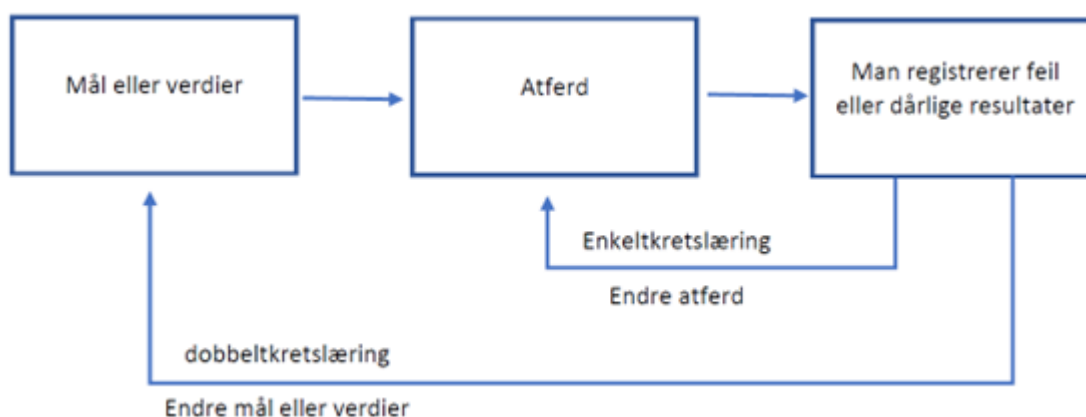 Mål eller verdier
Atferd
Man registrerer feil
eller dårlige resultater
Enkeltkretslæring
Endre atferd
dobbeltkretslæring
Endre mål eller verdier